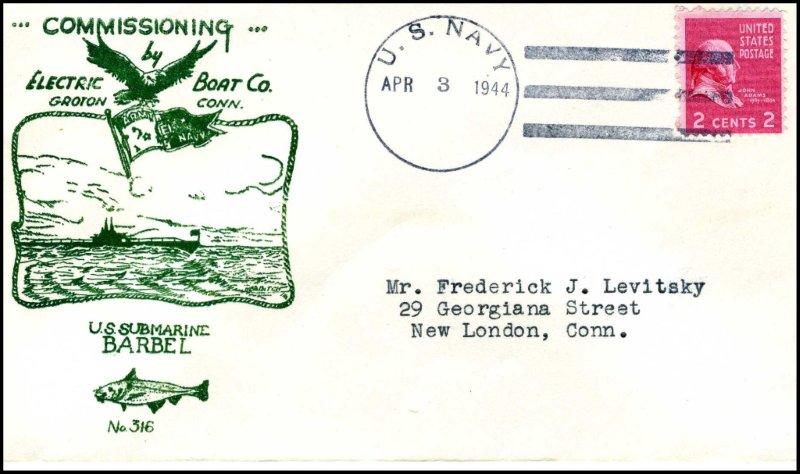 ... COMMISSIONING ...
by
ELECTRIC BOAT Co.
GROTON CONN.
NAVY
U.S. SUBMARINE
BARBEL
No. 316
U. S. NAVY
APR 3 1944
UNITED
STATES
POSTAGE
JOHN
ADAMS
2 CENTS 2
Mr. Frederick J. Levitsky
29 Georgiana Street
New London, Conn.